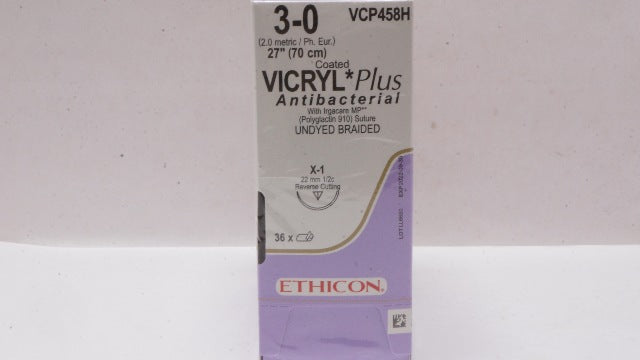 3-0 VCP458H
(2.0 metric / Ph. Eur.)
27" (70 cm)
Coated
VICRYL* Plus
Antibacterial
With Irgacare MP**
(Polyglactin 910) Suture
UNDYED BRAIDED
X-1
22 mm 1/2c
Reverse Cutting
36 x
ETHICON